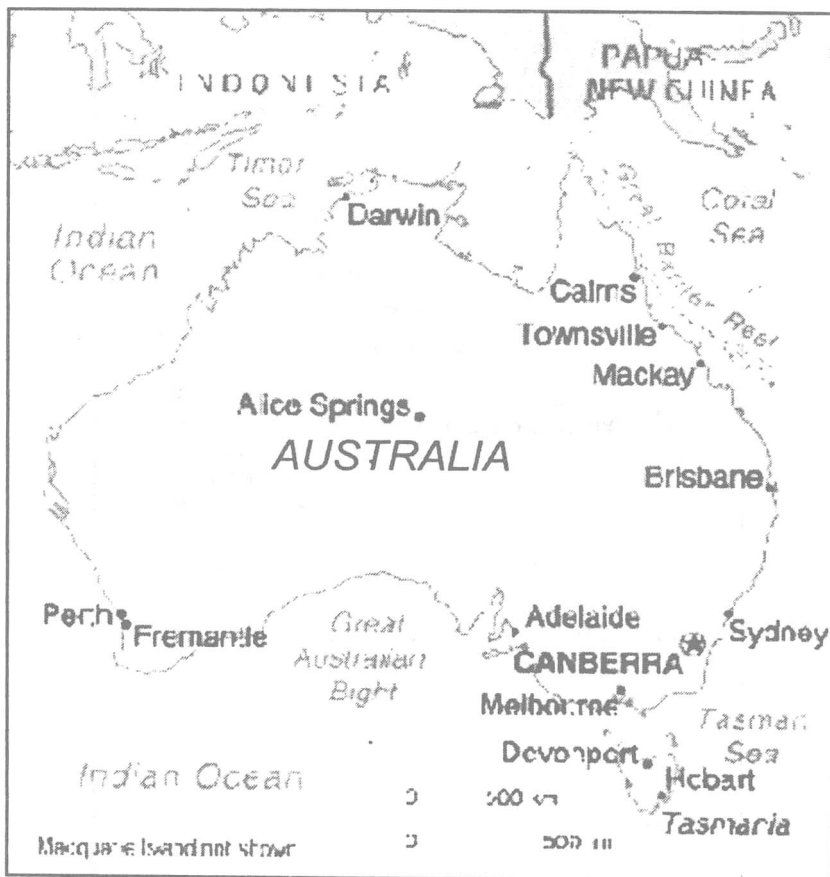 INDONESIA
PAPUA
NEW GUINEA
Timor
Sea
Darwin
Indian
Ocean
Coral
Sea
Great Barrier Reef
Cairns
Townsville
Mackay
Alice Springs
AUSTRALIA
Brisbane
Perth
Fremantle
Great
Australian
Bight
Adelaide
Sydney
CANBERRA
Melbourne
Tasman
Sea
Devonport
Hobart
Tasmania
Indian Ocean
0 500 km
0 500 mi
Macquarie Island not shown